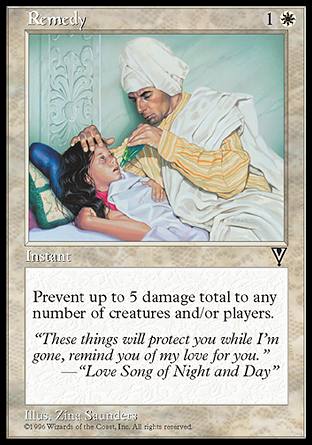 Remedy 1
Instant
Prevent up to 5 damage total to any
number of creatures and/or players.
“These things will protect you while I’m
gone, remind you of my love for you.”
—“Love Song of Night and Day”
Illus. Zina Saunders
©1996 Wizards of the Coast, Inc. All rights reserved.